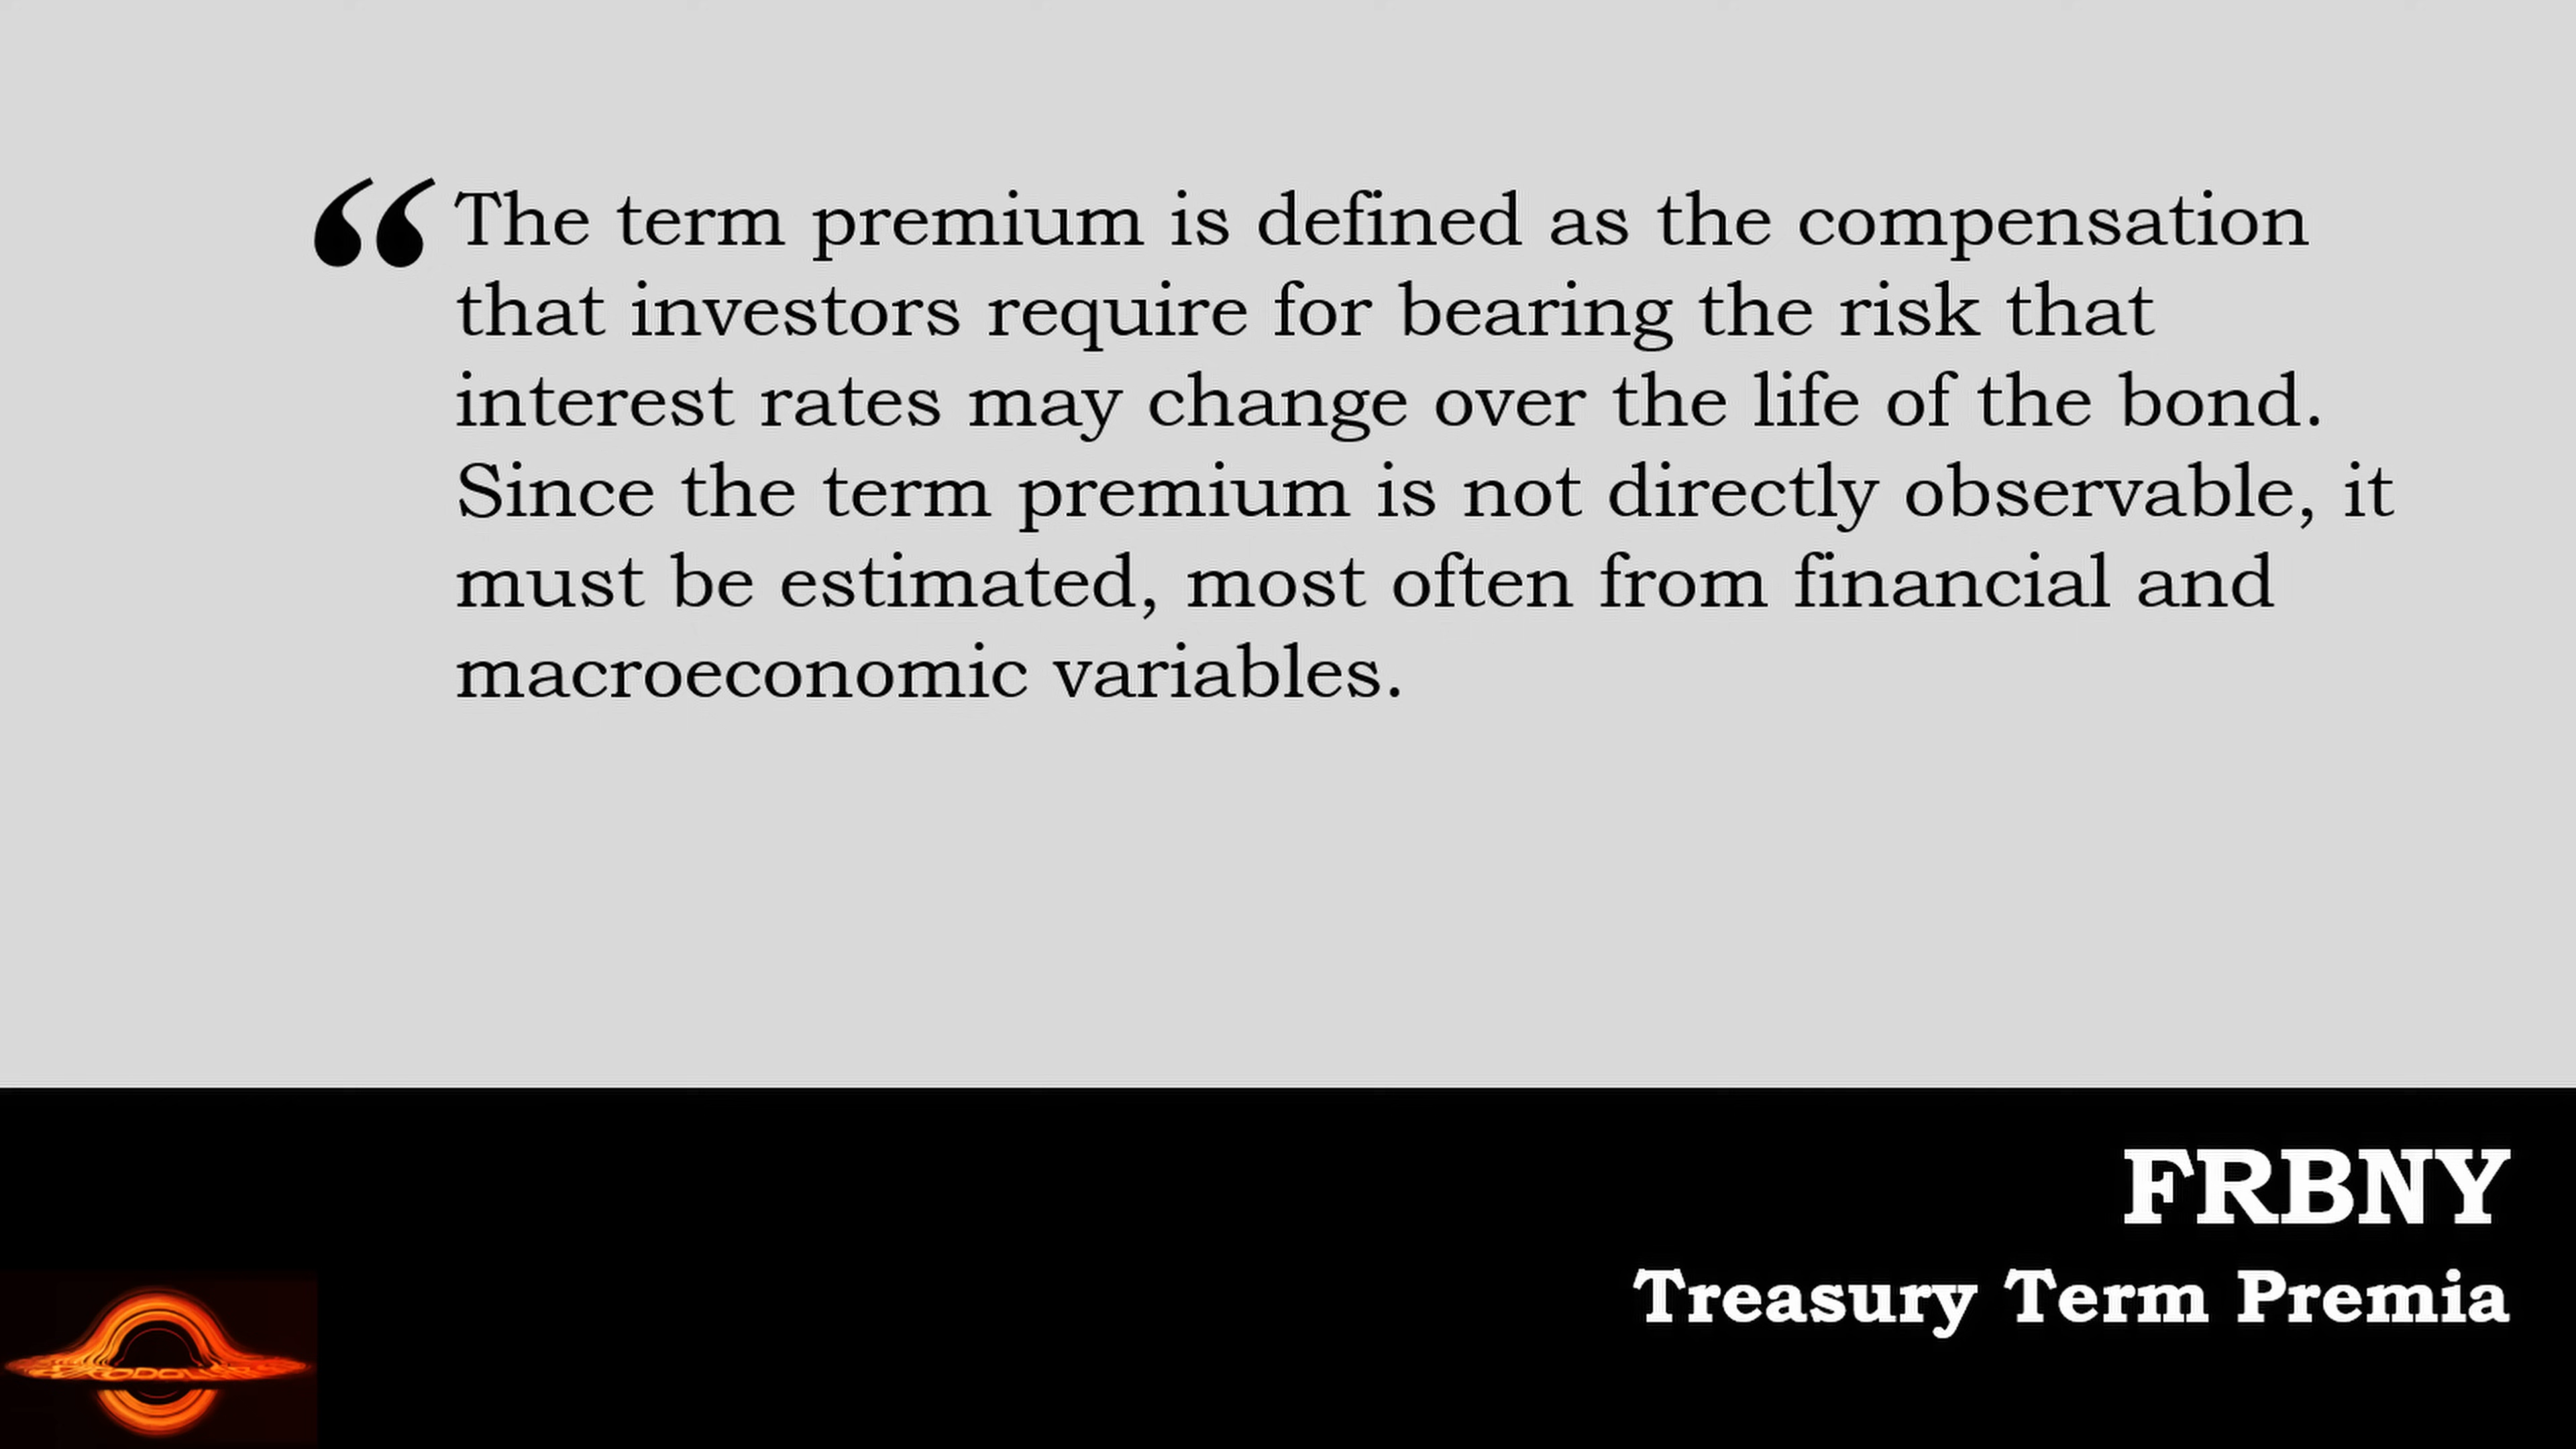 “The term premium is defined as the compensation
that investors require for bearing the risk that
interest rates may change over the life of the bond.
Since the term premium is not directly observable, it
must be estimated, most often from financial and
macroeconomic variables.
FRBNY
Treasury Term Premia